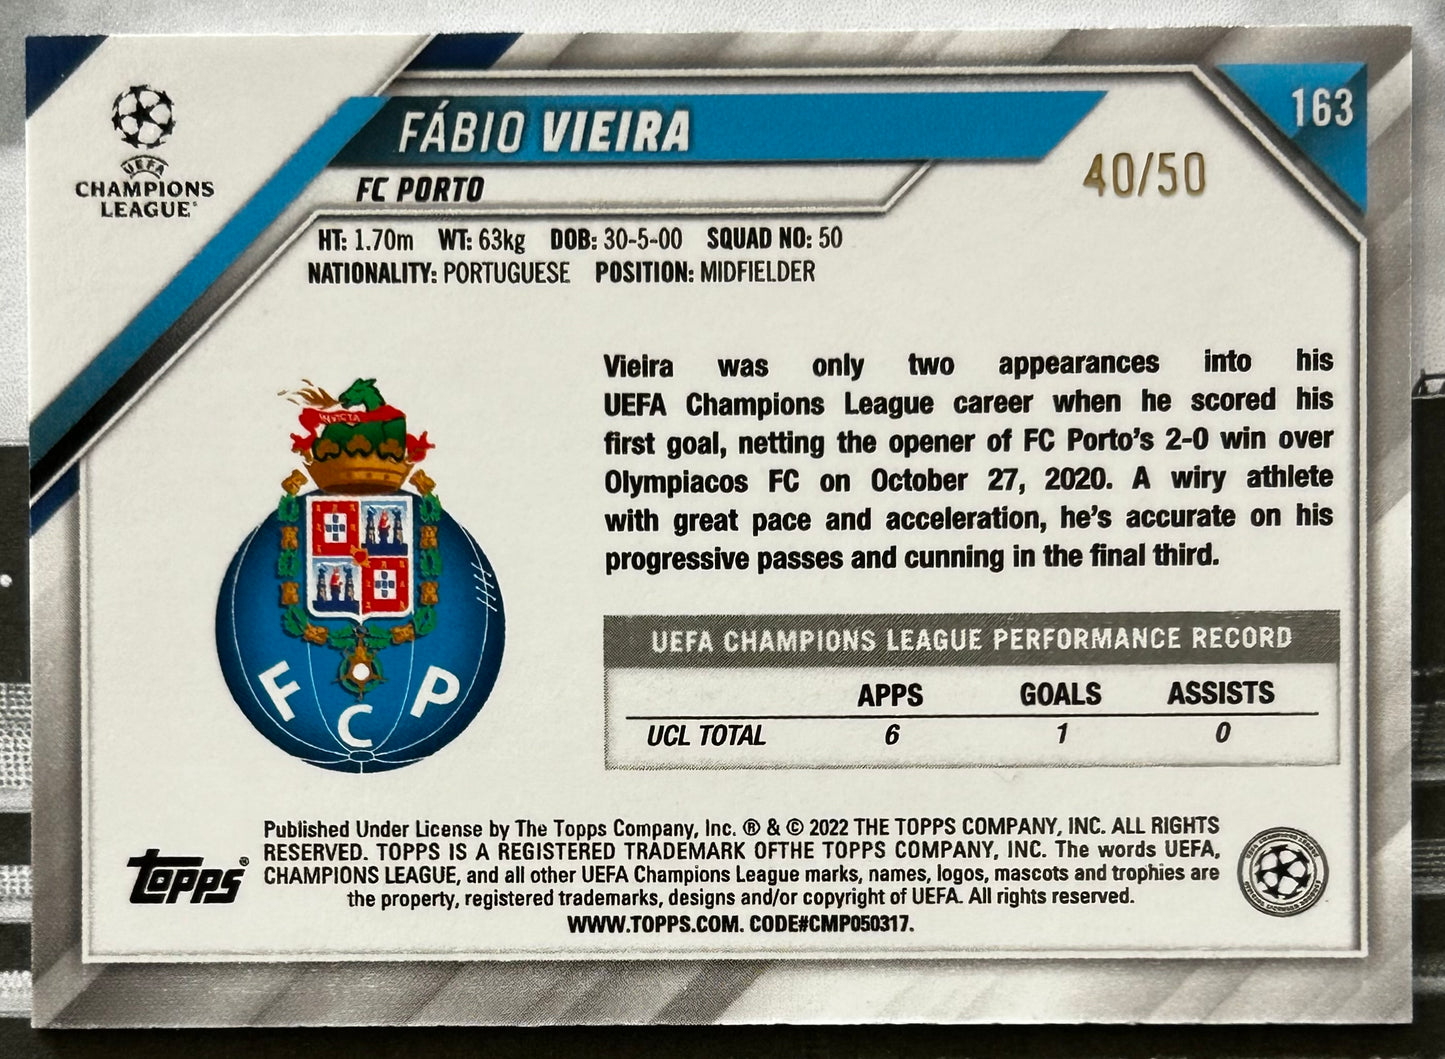 163
FÁBIO VIEIRA
40/50
UEFA
CHAMPIONS
LEAGUE®
FC PORTO
HT: 1.70m WT: 63kg DOB: 30-5-00 SQUAD NO: 50
NATIONALITY: PORTUGUESE POSITION: MIDFIELDER
Vieira was only two appearances into his
UEFA Champions League career when he scored his
first goal, netting the opener of FC Porto's 2-0 win over
Olympiacos FC on October 27, 2020. A wiry athlete
with great pace and acceleration, he's accurate on his
progressive passes and cunning in the final third.
INVICTA
F C P
UEFA CHAMPIONS LEAGUE PERFORMANCE RECORD
APPS GOALS ASSISTS
UCL TOTAL 6 1 0
Topps®
Published Under License by The Topps Company, Inc. ® & © 2022 THE TOPPS COMPANY, INC. ALL RIGHTS
RESERVED. TOPPS IS A REGISTERED TRADEMARK OFTHE TOPPS COMPANY, INC. The words UEFA,
CHAMPIONS LEAGUE, and all other UEFA Champions League marks, names, logos, mascots and trophies are
the property, registered trademarks, designs and/or copyright of UEFA. All rights reserved.
WWW.TOPPS.COM. CODE#CMP050317.